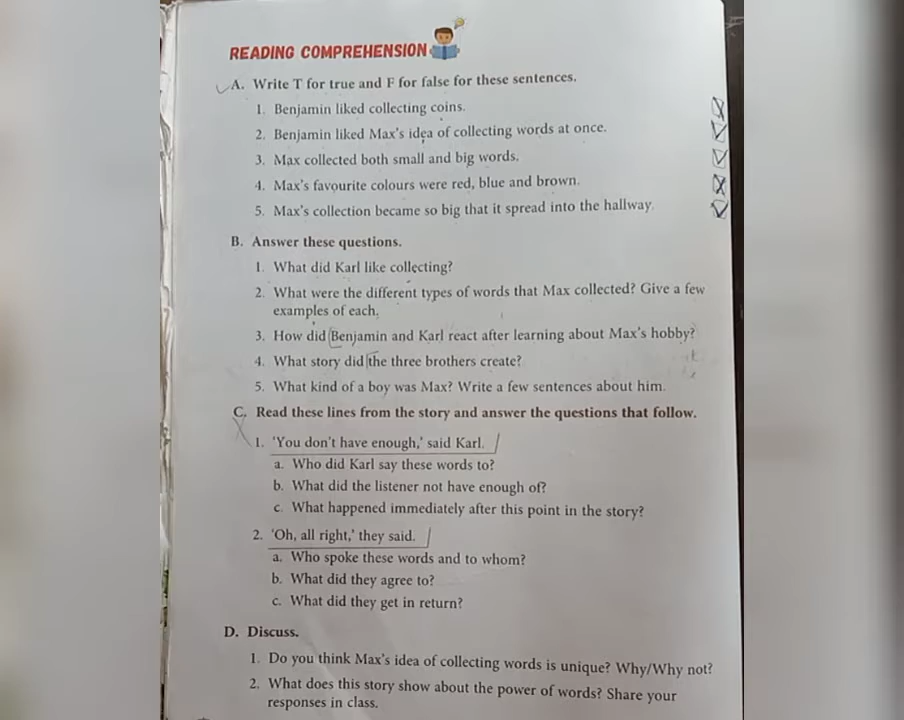 READING COMPREHENSION
A. Write T for true and F for false for these sentences.
1. Benjamin liked collecting coins.
2. Benjamin liked Max's idea of collecting words at once.
3. Max collected both small and big words.
4. Max's favourite colours were red, blue and brown.
5. Max's collection became so big that it spread into the hallway.
B. Answer these questions.
1. What did Karl like collecting?
2. What were the different types of words that Max collected? Give a few
examples of each.
3. How did Benjamin and Karl react after learning about Max's hobby?
4. What story did the three brothers create?
5. What kind of a boy was Max? Write a few sentences about him.
C. Read these lines from the story and answer the questions that follow.
1. 'You don't have enough,' said Karl.
a. Who did Karl say these words to?
b. What did the listener not have enough of?
c. What happened immediately after this point in the story?
2. 'Oh, all right,' they said.
a. Who spoke these words and to whom?
b. What did they agree to?
c. What did they get in return?
D. Discuss.
1. Do you think Max's idea of collecting words is unique? Why/Why not?
2. What does this story show about the power of words? Share your
responses in class.